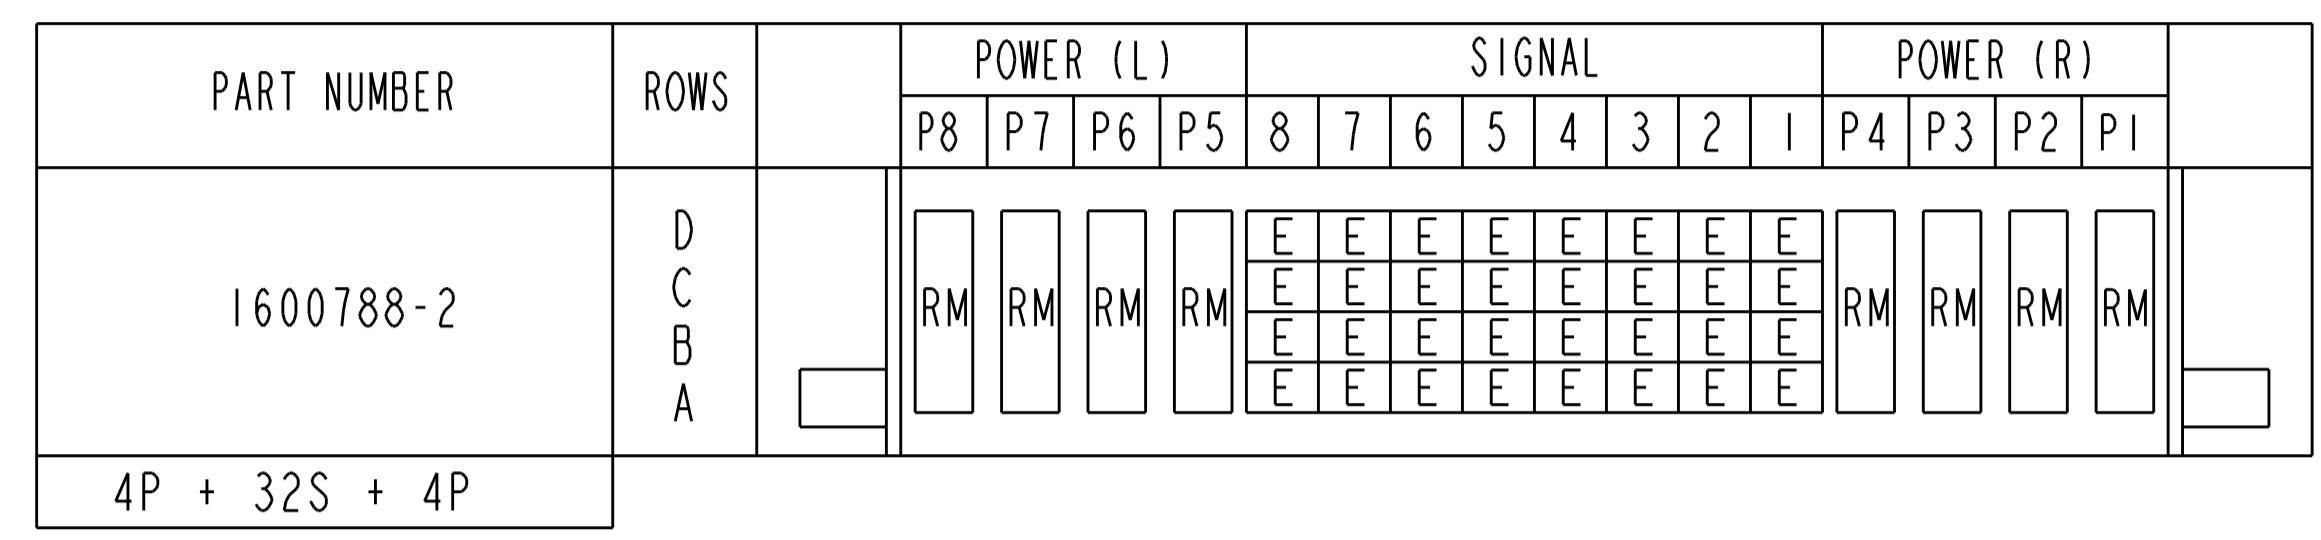 PART NUMBER ROWS POWER (L) SIGNAL POWER (R)
P8 P7 P6 P5 8 7 6 5 4 3 2 1 P4 P3 P2 P1
D E E E E E E E E
C E E E E E E E E
1600788-2 RM RM RM RM RM RM RM RM
B E E E E E E E E
A E E E E E E E E
4P + 32S + 4P